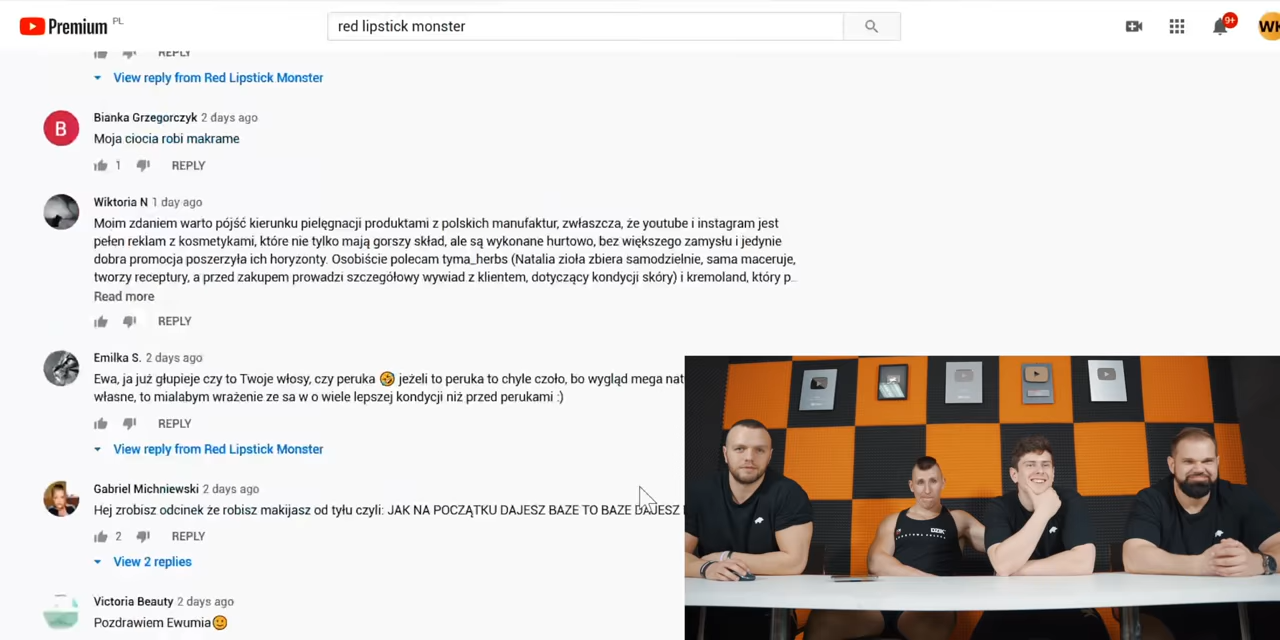 Premium PL
red lipstick monster
9+
WK
REPLY
View reply from Red Lipstick Monster
B
Bianka Grzegorczyk 2 days ago
Moja ciocia robi makrame
1 REPLY
Wiktoria N 1 day ago
Moim zdaniem warto pójść kierunku pielęgnacji produktami z polskich manufaktur, zwłaszcza, że youtube i instagram jest
pełen reklam z kosmetykami, które nie tylko mają gorszy skład, ale są wykonane hurtowo, bez większego zamysłu i jedynie
dobra promocja poszerzyła ich horyzonty. Osobiście polecam tyma_herbs (Natalia zioła zbiera samodzielnie, sama maceruje,
tworzy receptury, a przed zakupem prowadzi szczegółowy wywiad z klientem, dotyczący kondycji skóry) i kremoland, który p...
Read more
REPLY
Emilka S. 2 days ago
Ewa, ja już głupieje czy to Twoje włosy, czy peruka 🤣 jeżeli to peruka to chyle czoło, bo wygląd mega nat
własne, to mialabym wrażenie ze sa w o wiele lepszej kondycji niż przed perukami :)
REPLY
View reply from Red Lipstick Monster
Gabriel Michniewski 2 days ago
Hej zrobisz odcinek że robisz makijasz od tyłu czyli: JAK NA POCZĄTKU DAJESZ BAZE TO BAZE DAJESZ
2 REPLY
View 2 replies
Victoria Beauty 2 days ago
Pozdrawiem Ewumia🙂
DZIK